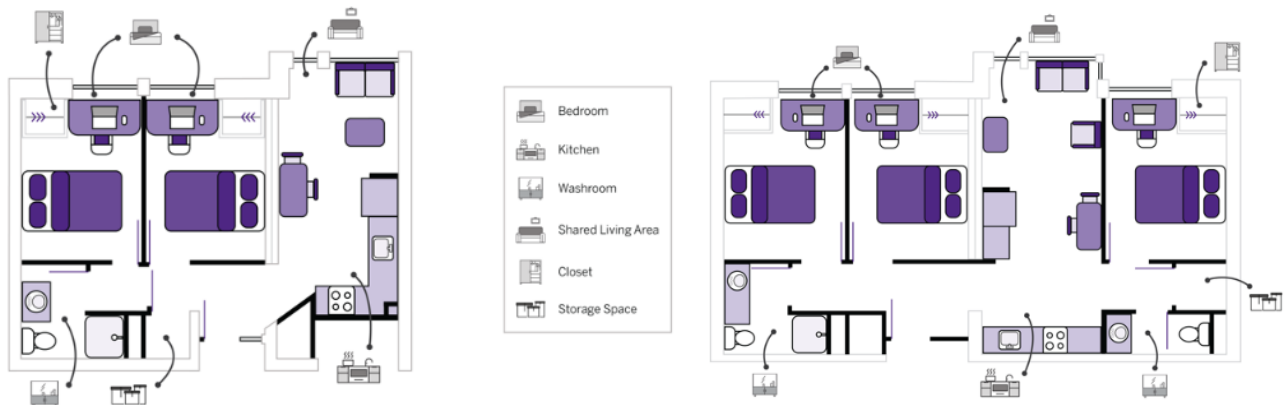 Bedroom
Kitchen
Washroom
Shared Living Area
Closet
Storage Space